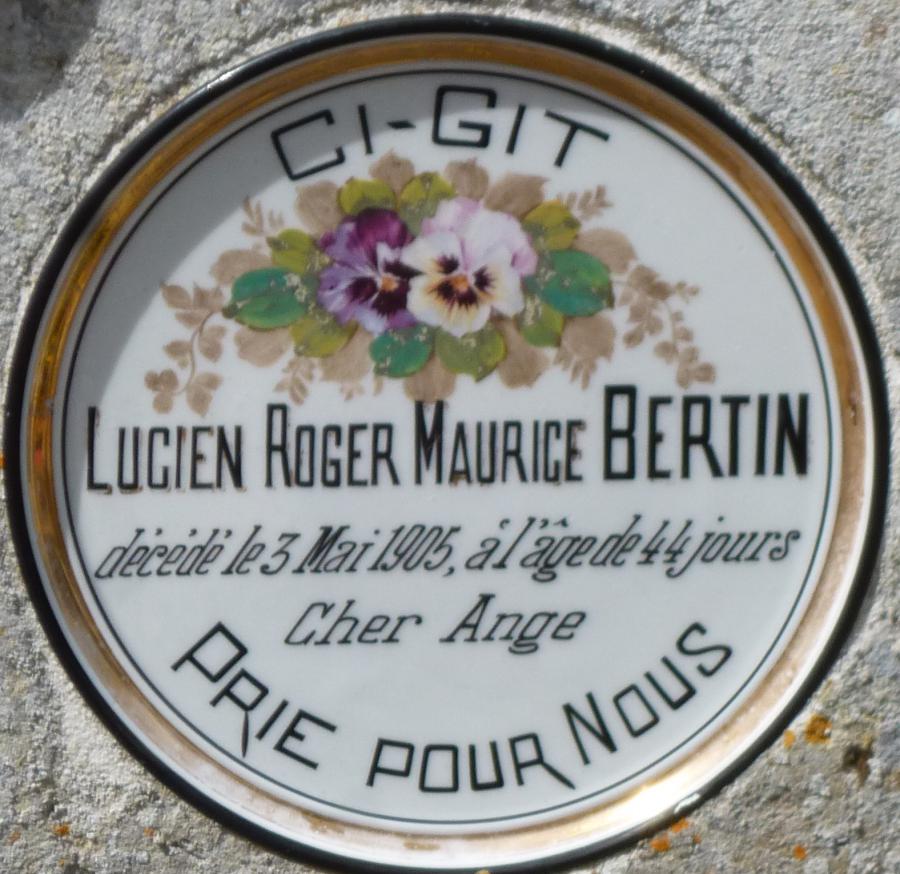 CI-GIT
LUCIEN ROGER MAURICE BERTIN
décédé le 3 Mai 1905, à l'âge de 44 jours
Cher Ange
PRIE POUR NOUS